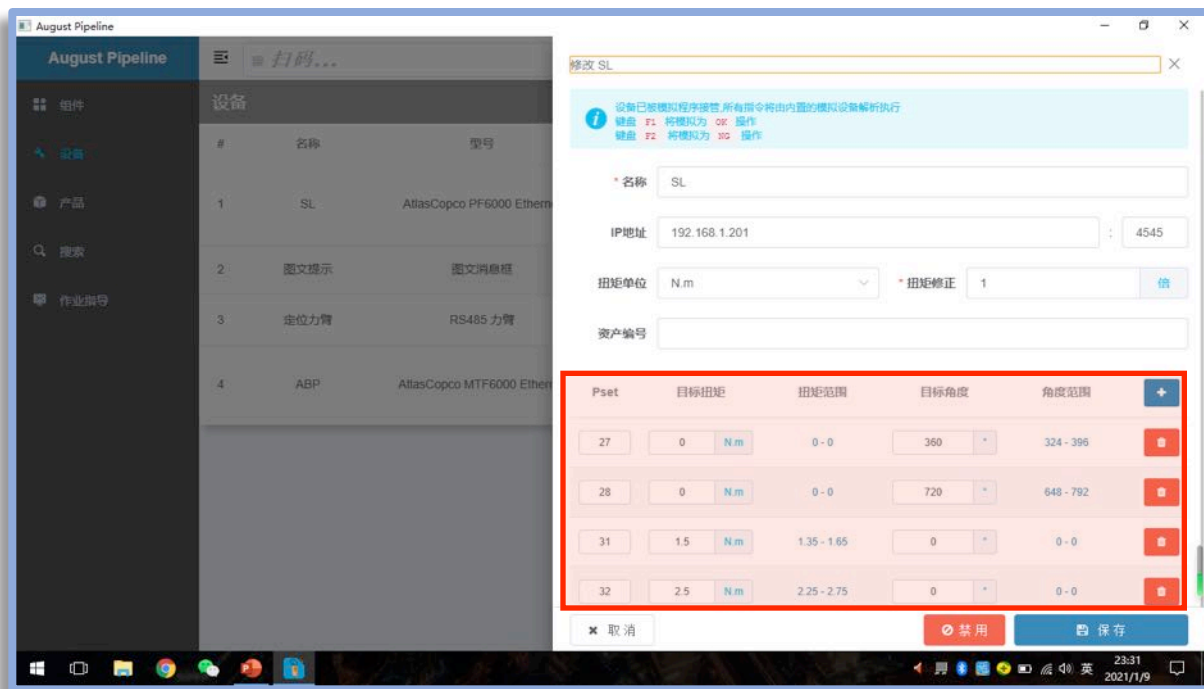 August Pipeline
August Pipeline
扫码...
修改 SL
设备已被模拟程序接管,所有指令将由内置的模拟设备解析执行
键盘 F1 将模拟为 OK 操作
键盘 F2 将模拟为 NG 操作
组件
设备
产品
搜索
作业指导
设备
# 名称 型号
1 SL AtlasCopco PF6000 Ethern
2 图文提示 图文消息框
3 定位力臂 RS485 力臂
4 ABP AtlasCopco MTF6000 Ethern
* 名称 SL
IP地址 192.168.1.201 : 4545
扭矩单位 N.m * 扭矩修正 1 倍
资产编号
Pset 目标扭矩 扭矩范围 目标角度 角度范围
27 0 N.m 0 - 0 360 ° 324 - 396
28 0 N.m 0 - 0 720 ° 648 - 792
31 1.5 N.m 1.35 - 1.65 0 ° 0 - 0
32 2.5 N.m 2.25 - 2.75 0 ° 0 - 0
取消 禁用 保存
英 23:31
2021/1/9